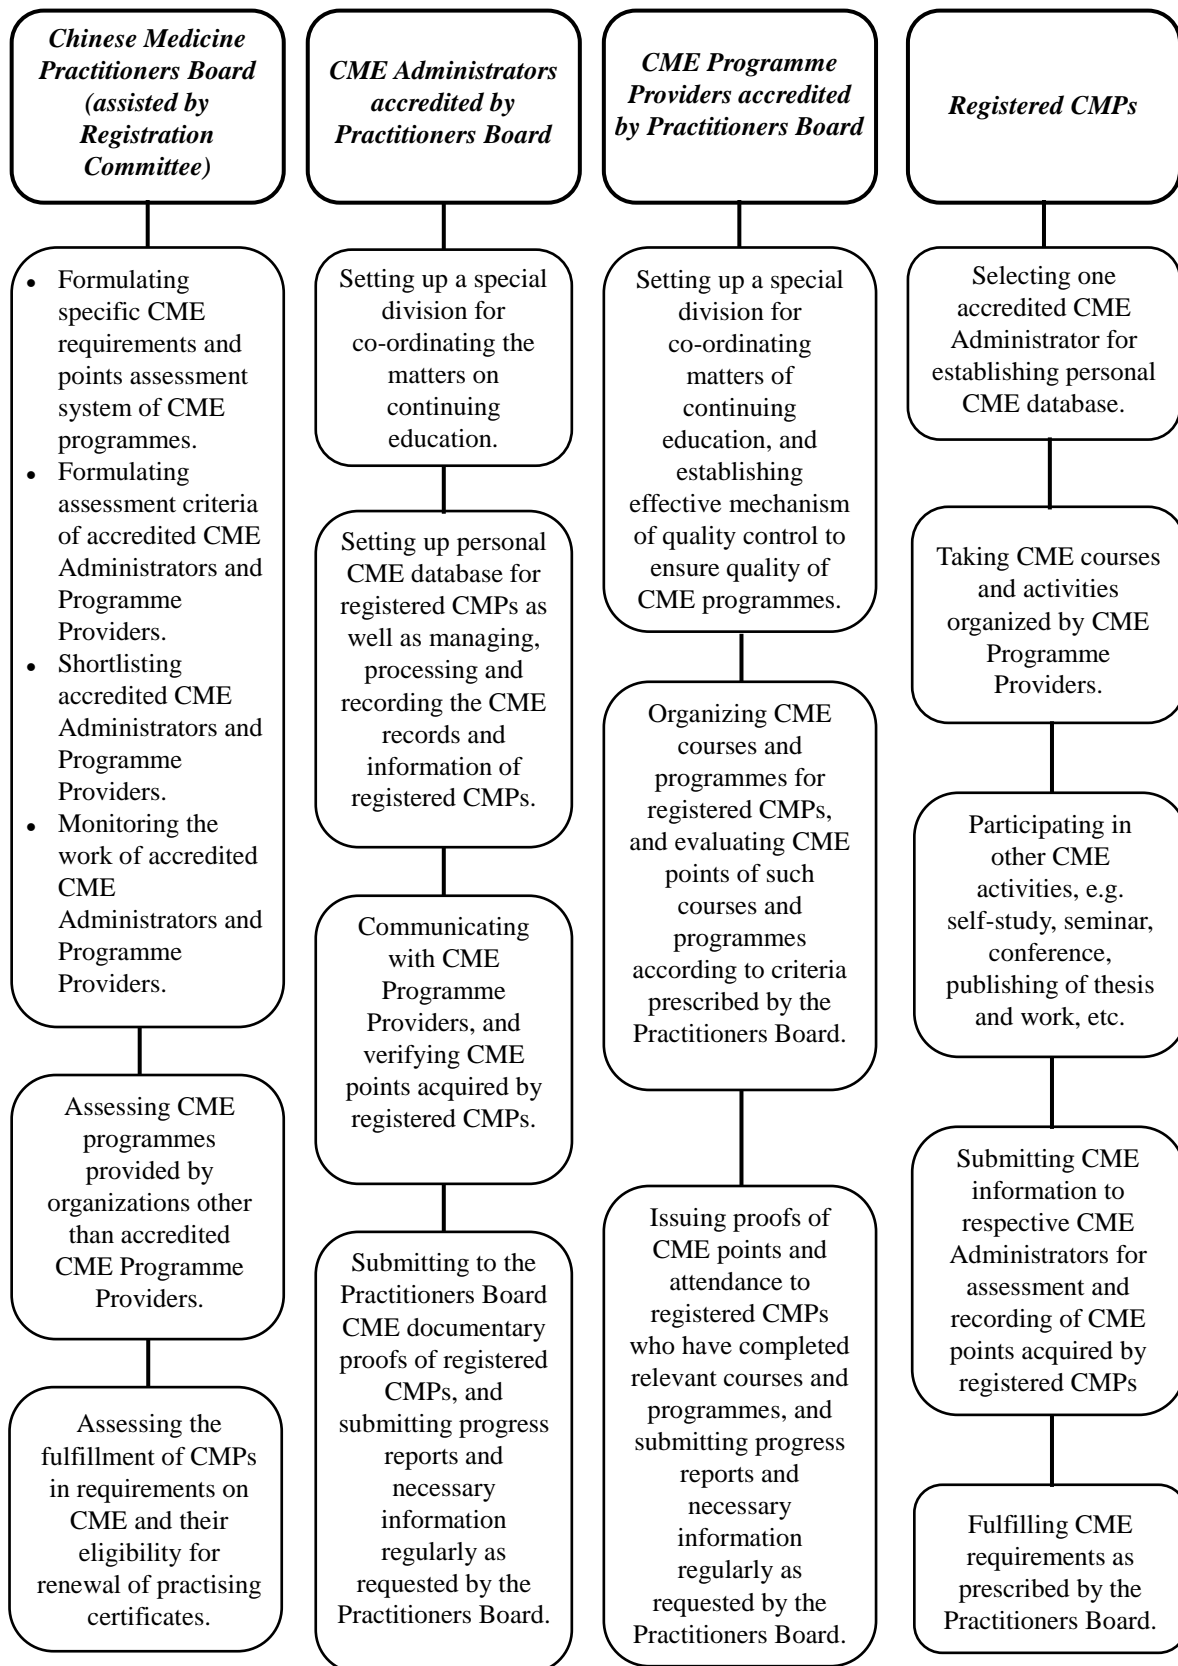 Chinese Medicine
Practitioners Board
(assisted by
Registration
Committee)
• Formulating
specific CME
requirements and
points assessment
system of CME
programmes.
• Formulating
assessment criteria
of accredited CME
Administrators and
Programme
Providers.
• Shortlisting
accredited CME
Administrators and
Programme
Providers.
• Monitoring the
work of accredited
CME
Administrators and
Programme
Providers.
Assessing CME
programmes
provided by
organizations other
than accredited
CME Programme
Providers.
Assessing the
fulfillment of CMPs
in requirements on
CME and their
eligibility for
renewal of practising
certificates.
CME Administrators
accredited by
Practitioners Board
Setting up a special
division for
co-ordinating the
matters on
continuing
education.
Setting up personal
CME database for
registered CMPs as
well as managing,
processing and
recording the CME
records and
information of
registered CMPs.
Communicating
with CME
Programme
Providers, and
verifying CME
points acquired by
registered CMPs.
Submitting to the
Practitioners Board
CME documentary
proofs of registered
CMPs, and
submitting progress
reports and
necessary
information
regularly as
requested by the
Practitioners Board.
CME Programme
Providers accredited
by Practitioners Board
Setting up a special
division for
co-ordinating
matters of
continuing
education, and
establishing
effective mechanism
of quality control to
ensure quality of
CME programmes.
Organizing CME
courses and
programmes for
registered CMPs,
and evaluating CME
points of such
courses and
programmes
according to criteria
prescribed by the
Practitioners Board.
Issuing proofs of
CME points and
attendance to
registered CMPs
who have completed
relevant courses and
programmes, and
submitting progress
reports and
necessary
information
regularly as
requested by the
Practitioners Board.
Registered CMPs
Selecting one
accredited CME
Administrator for
establishing personal
CME database.
Taking CME courses
and activities
organized by CME
Programme
Providers.
Participating in
other CME
activities, e.g.
self-study, seminar,
conference,
publishing of thesis
and work, etc.
Submitting CME
information to
respective CME
Administrators for
assessment and
recording of CME
points acquired by
registered CMPs
Fulfilling CME
requirements as
prescribed by the
Practitioners Board.